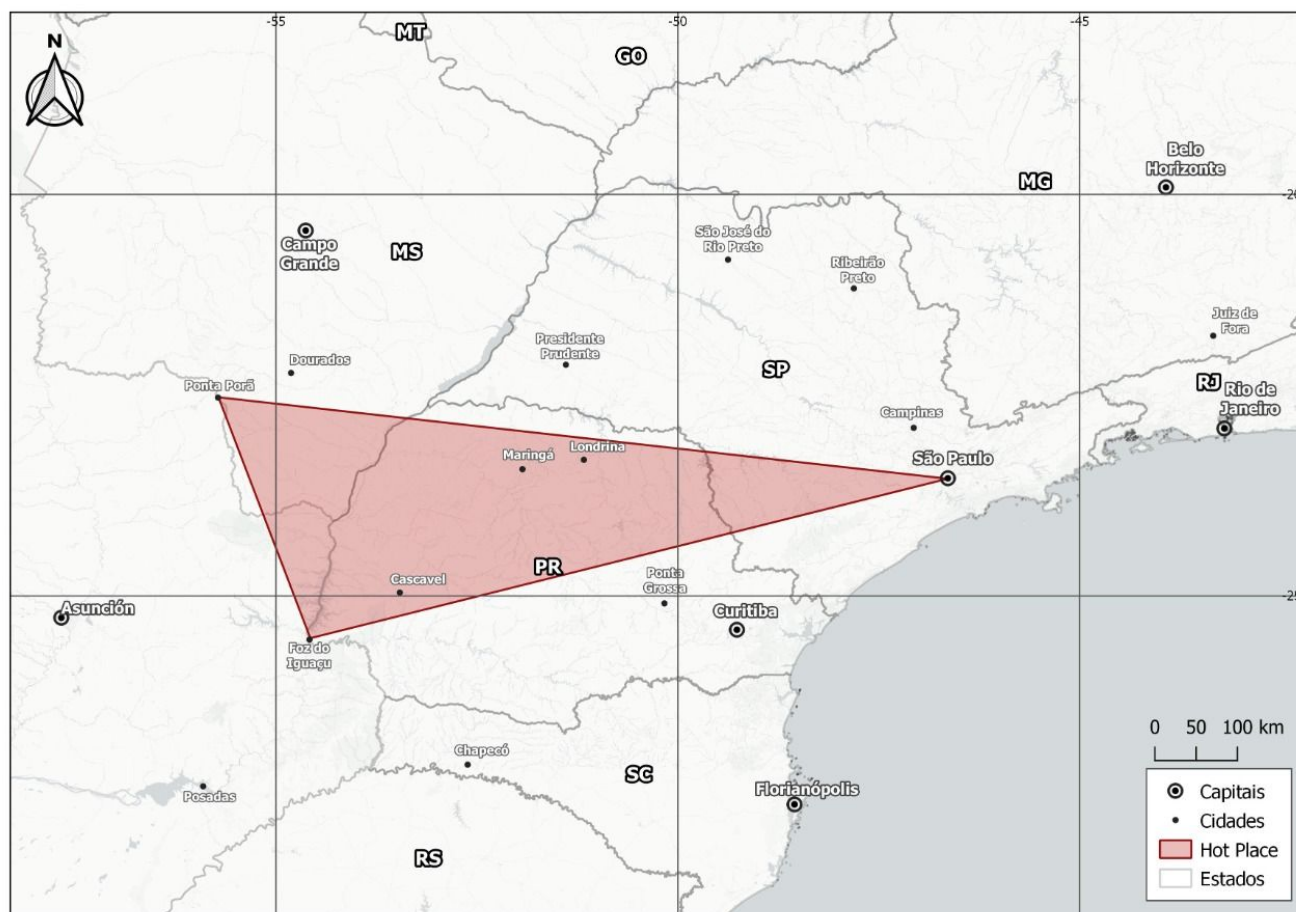 -55
-50
-45
N
MT
GO
Belo
Horizonte
MG
-20
Campo
Grande
MS
São José do
Rio Preto
Ribeirão
Preto
Juiz de
Fora
Dourados
Presidente
Prudente
SP
RJ
Rio de
Janeiro
Ponta Porã
Campinas
Maringá
Londrina
São Paulo
Cascavel
PR
Ponta
Grossa
-25
Asunción
Curitiba
Foz do
Iguaçu
Chapecó
Posadas
SC
Florianópolis
RS
0 50 100 km
Capitais
Cidades
Hot Place
Estados